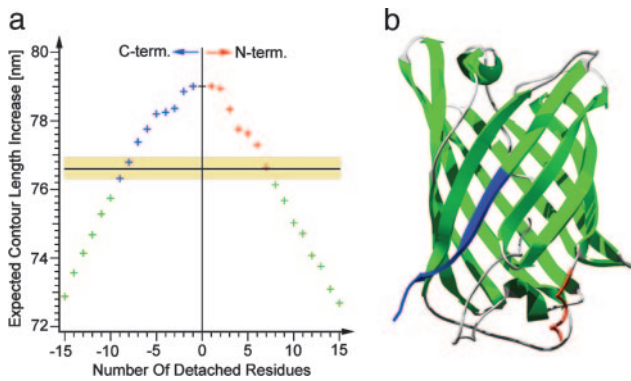 a
b
C-term. N-term.
Expected Contour Length Increase [nm]
80
78
76
74
72
-15 -10 -5 0 5 10 15
Number Of Detached Residues